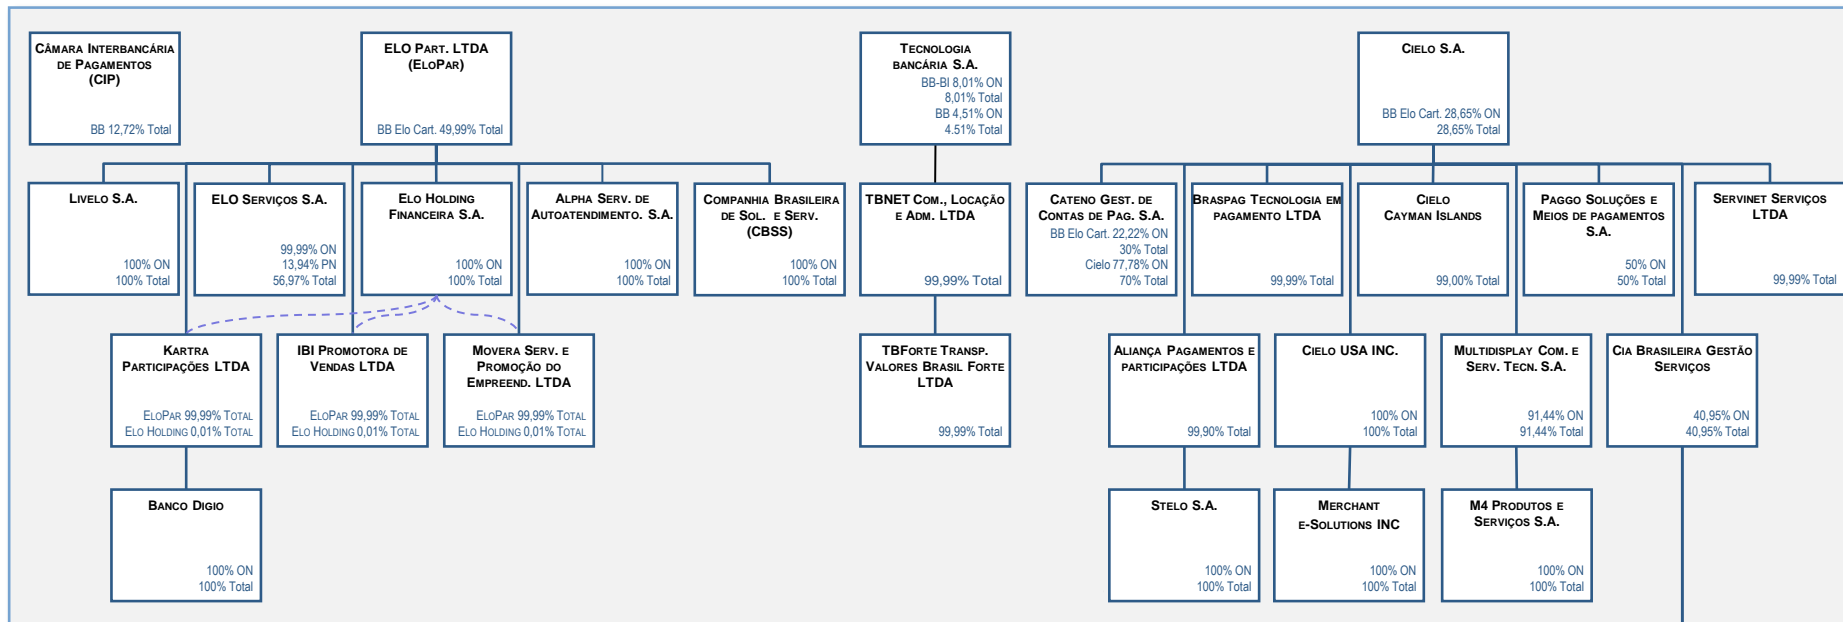 CÂMARA INTERBANCÁRIA
DE PAGAMENTOS
(CIP)
BB 12,72% Total
ELO PART. LTDA
(ELOPAR)
BB Elo Cart. 49,99% Total
TECNOLOGIA
BANCÁRIA S.A.
BB-BI 8,01% ON
8,01% Total
BB 4,51% ON
4.51% Total
CIELO S.A.
BB Elo Cart. 28,65% ON
28,65% Total
LIVELO S.A.
100% ON
100% Total
ELO SERVIÇOS S.A.
99,99% ON
13,94% PN
56,97% Total
ELO HOLDING
FINANCEIRA S.A.
100% ON
100% Total
ALPHA SERV. DE
AUTOATENDIMENTO. S.A.
100% ON
100% Total
COMPANHIA BRASILEIRA
DE SOL. E SERV.
(CBSS)
100% ON
100% Total
TBNET COM., LOCAÇÃO
E ADM. LTDA
99,99% Total
CATENO GEST. DE
CONTAS DE PAG. S.A.
BB Elo Cart. 22,22% ON
30% Total
Cielo 77,78% ON
70% Total
BRASPAG TECNOLOGIA EM
PAGAMENTO LTDA
99,99% Total
CIELO
CAYMAN ISLANDS
99,00% Total
PAGGO SOLUÇÕES E
MEIOS DE PAGAMENTOS
S.A.
50% ON
50% Total
SERVINET SERVIÇOS
LTDA
99,99% Total
KARTRA
PARTICIPAÇÕES LTDA
ELOPAR 99,99% TOTAL
ELO HOLDING 0,01% TOTAL
IBI PROMOTORA DE
VENDAS LTDA
ELOPAR 99,99% TOTAL
ELO HOLDING 0,01% TOTAL
MOVERA SERV. E
PROMOÇÃO DO
EMPREEND. LTDA
ELOPAR 99,99% TOTAL
ELO HOLDING 0,01% TOTAL
TBFORTE TRANSP.
VALORES BRASIL FORTE
LTDA
99,99% Total
ALIANÇA PAGAMENTOS E
PARTICIPAÇÕES LTDA
99,90% Total
CIELO USA INC.
100% ON
100% Total
MULTIDISPLAY COM. E
SERV. TECN. S.A.
91,44% ON
91,44% Total
CIA BRASILEIRA GESTÃO
SERVIÇOS
40,95% ON
40,95% Total
BANCO DIGIO
100% ON
100% Total
STELO S.A.
100% ON
100% Total
MERCHANT
E-SOLUTIONS INC
100% ON
100% Total
M4 PRODUTOS E
SERVIÇOS S.A.
100% ON
100% Total